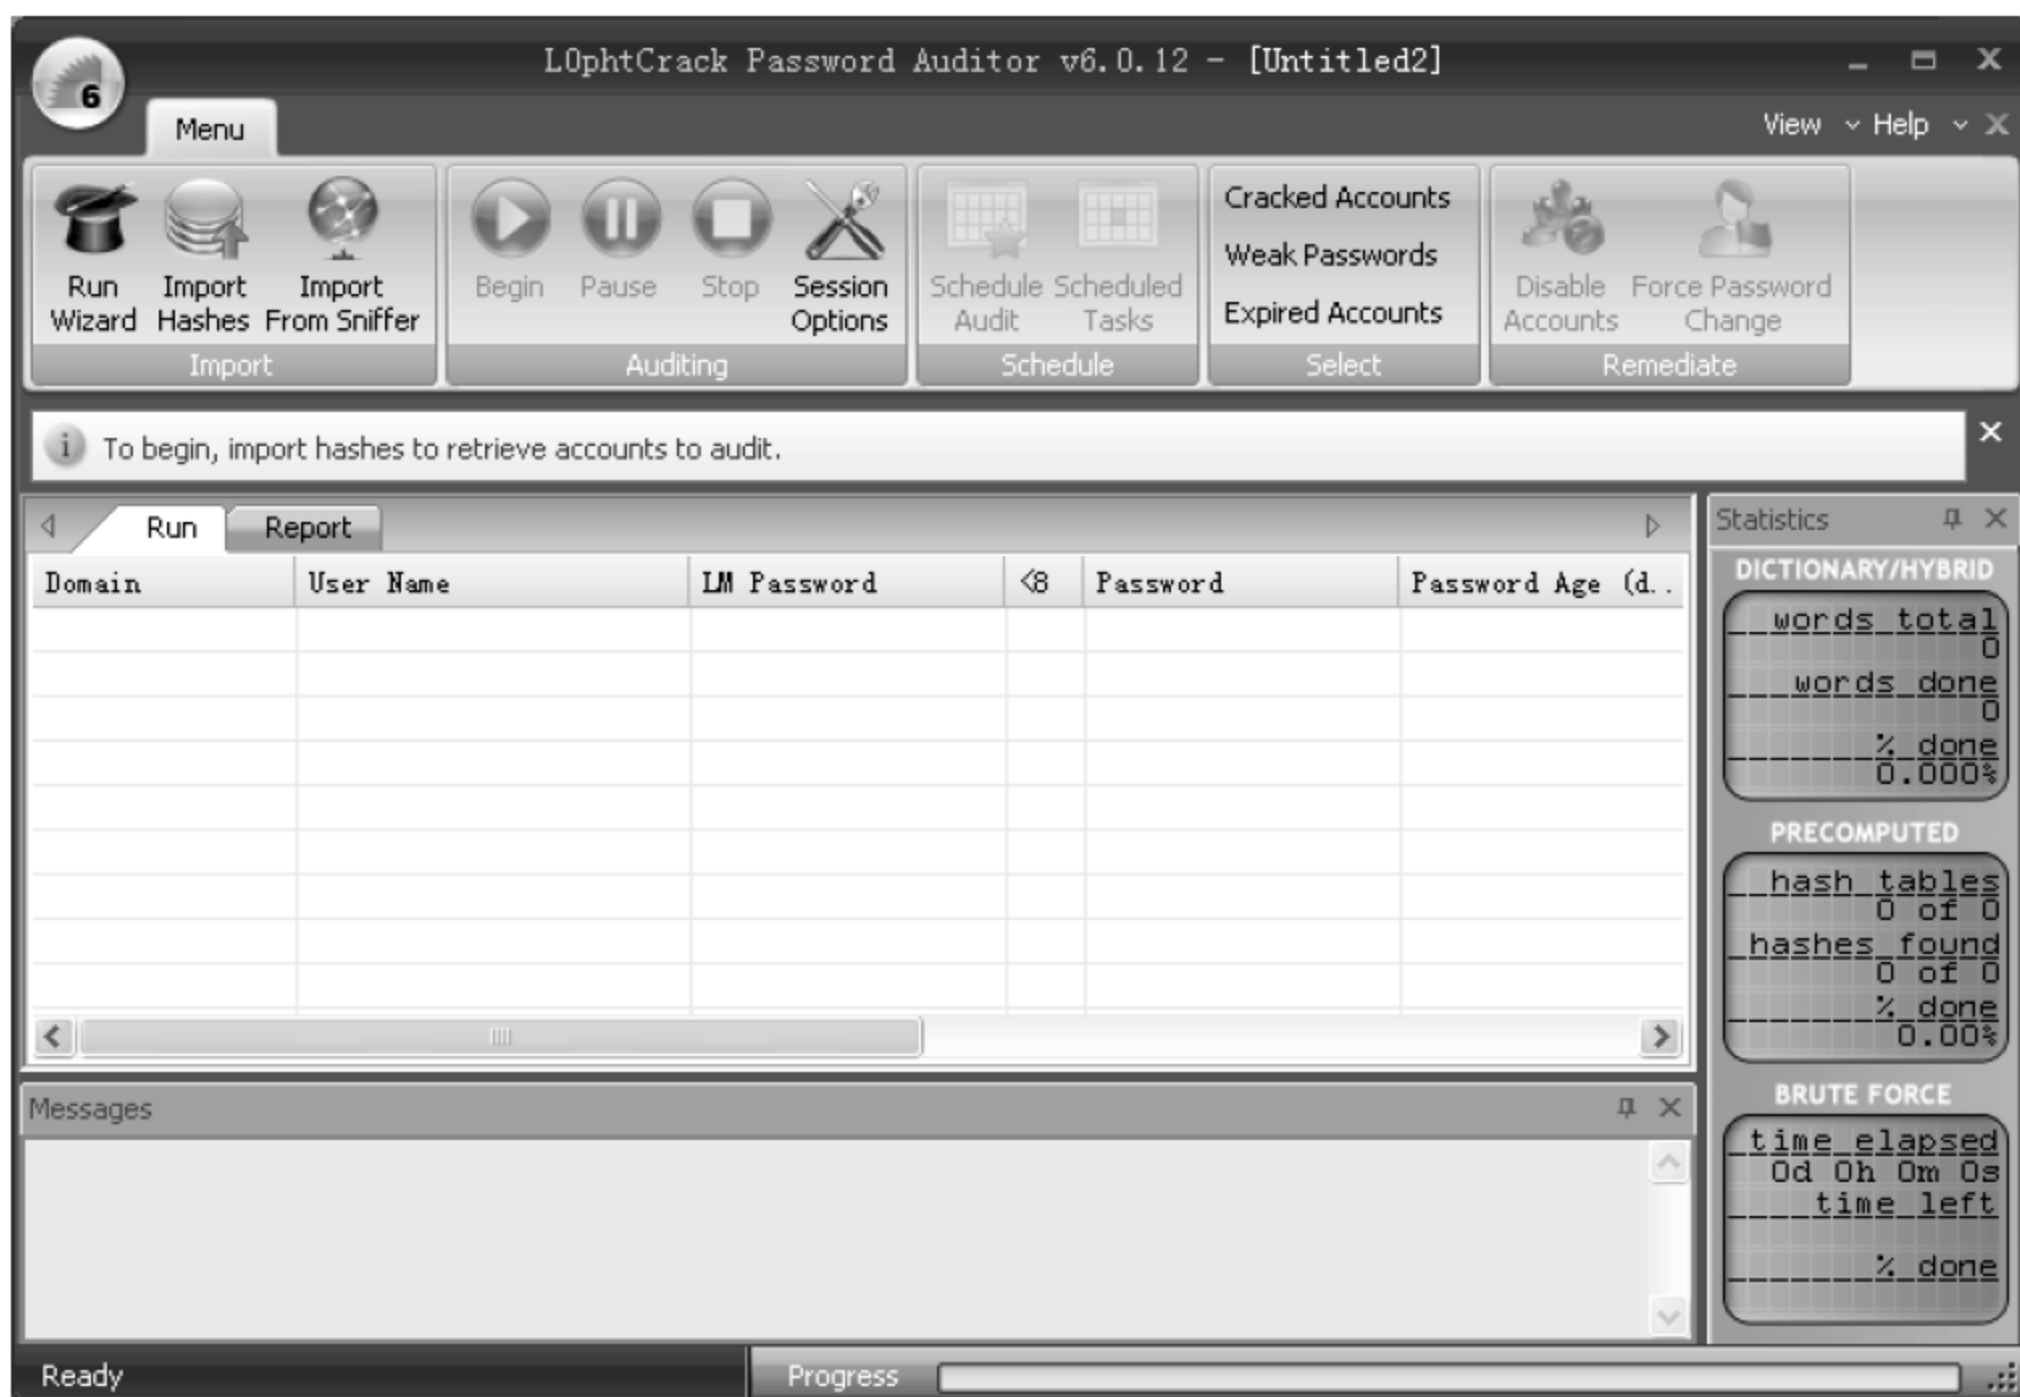 L0phtCrack Password Auditor v6.0.12 - [Untitled2]
6
Menu
View Help
Run Wizard
Import Hashes
Import From Sniffer
Import
Begin
Pause
Stop
Session Options
Auditing
Schedule Audit
Scheduled Tasks
Schedule
Cracked Accounts
Weak Passwords
Expired Accounts
Select
Disable Accounts
Force Password Change
Remediate
To begin, import hashes to retrieve accounts to audit.
Run Report
Domain User Name LM Password <8 Password Password Age (d..
Statistics
DICTIONARY/HYBRID
words total
0
words done
0
% done
0.000%
PRECOMPUTED
hash tables
0 of 0
hashes found
0 of 0
% done
0.00%
BRUTE FORCE
time elapsed
0d 0h 0m 0s
time left
% done
Messages
Ready
Progress